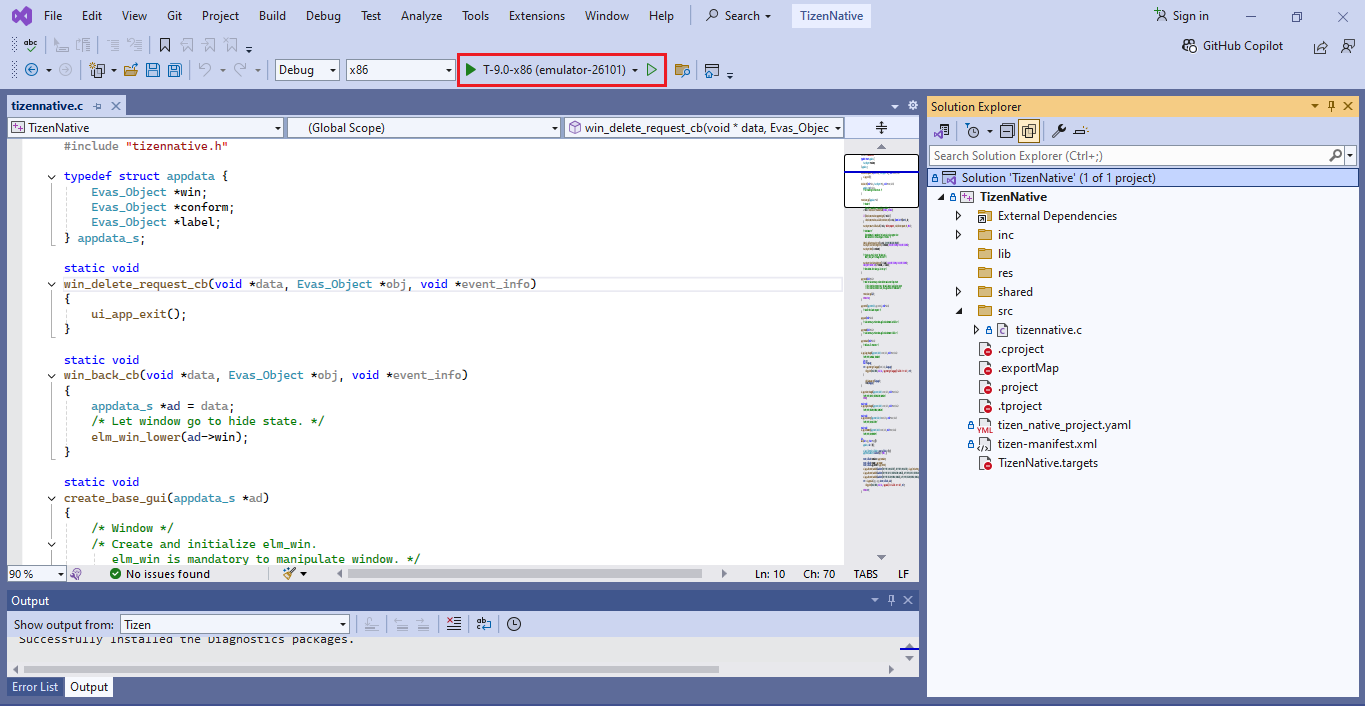 File Edit View Git Project Build Debug Test Analyze Tools Extensions Window Help Search TizenNative Sign in
abc GitHub Copilot
Debug x86 T-9.0-x86 (emulator-26101)
tizennative.c
TizenNative (Global Scope) win_delete_request_cb(void * data, Evas_Objec
#include "tizennative.h"
typedef struct appdata {
Evas_Object *win;
Evas_Object *conform;
Evas_Object *label;
} appdata_s;
static void
win_delete_request_cb(void *data, Evas_Object *obj, void *event_info)
{
ui_app_exit();
}
static void
win_back_cb(void *data, Evas_Object *obj, void *event_info)
{
appdata_s *ad = data;
/* Let window go to hide state. */
elm_win_lower(ad->win);
}
static void
create_base_gui(appdata_s *ad)
{
/* Window */
/* Create and initialize elm_win.
elm_win is mandatory to manipulate window. */
90 % No issues found Ln: 10 Ch: 70 TABS LF
Output
Show output from: Tizen
Successfully Installed the Diagnostics packages.
Error List Output
Solution Explorer
Search Solution Explorer (Ctrl+;)
Solution 'TizenNative' (1 of 1 project)
TizenNative
External Dependencies
inc
lib
res
shared
src
tizennative.c
.cproject
.exportMap
.project
.tproject
YML tizen_native_project.yaml
tizen-manifest.xml
TizenNative.targets